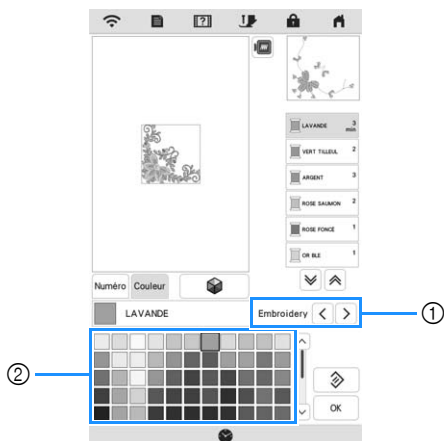 LAVANDE 3
min
VERT TILLEUL 2
ARGENT 3
ROSE SAUMON 2
ROSE FONCÉ 1
OR BLE 1
Numéro Couleur
LAVANDE Embroidery < >
①
②
OK